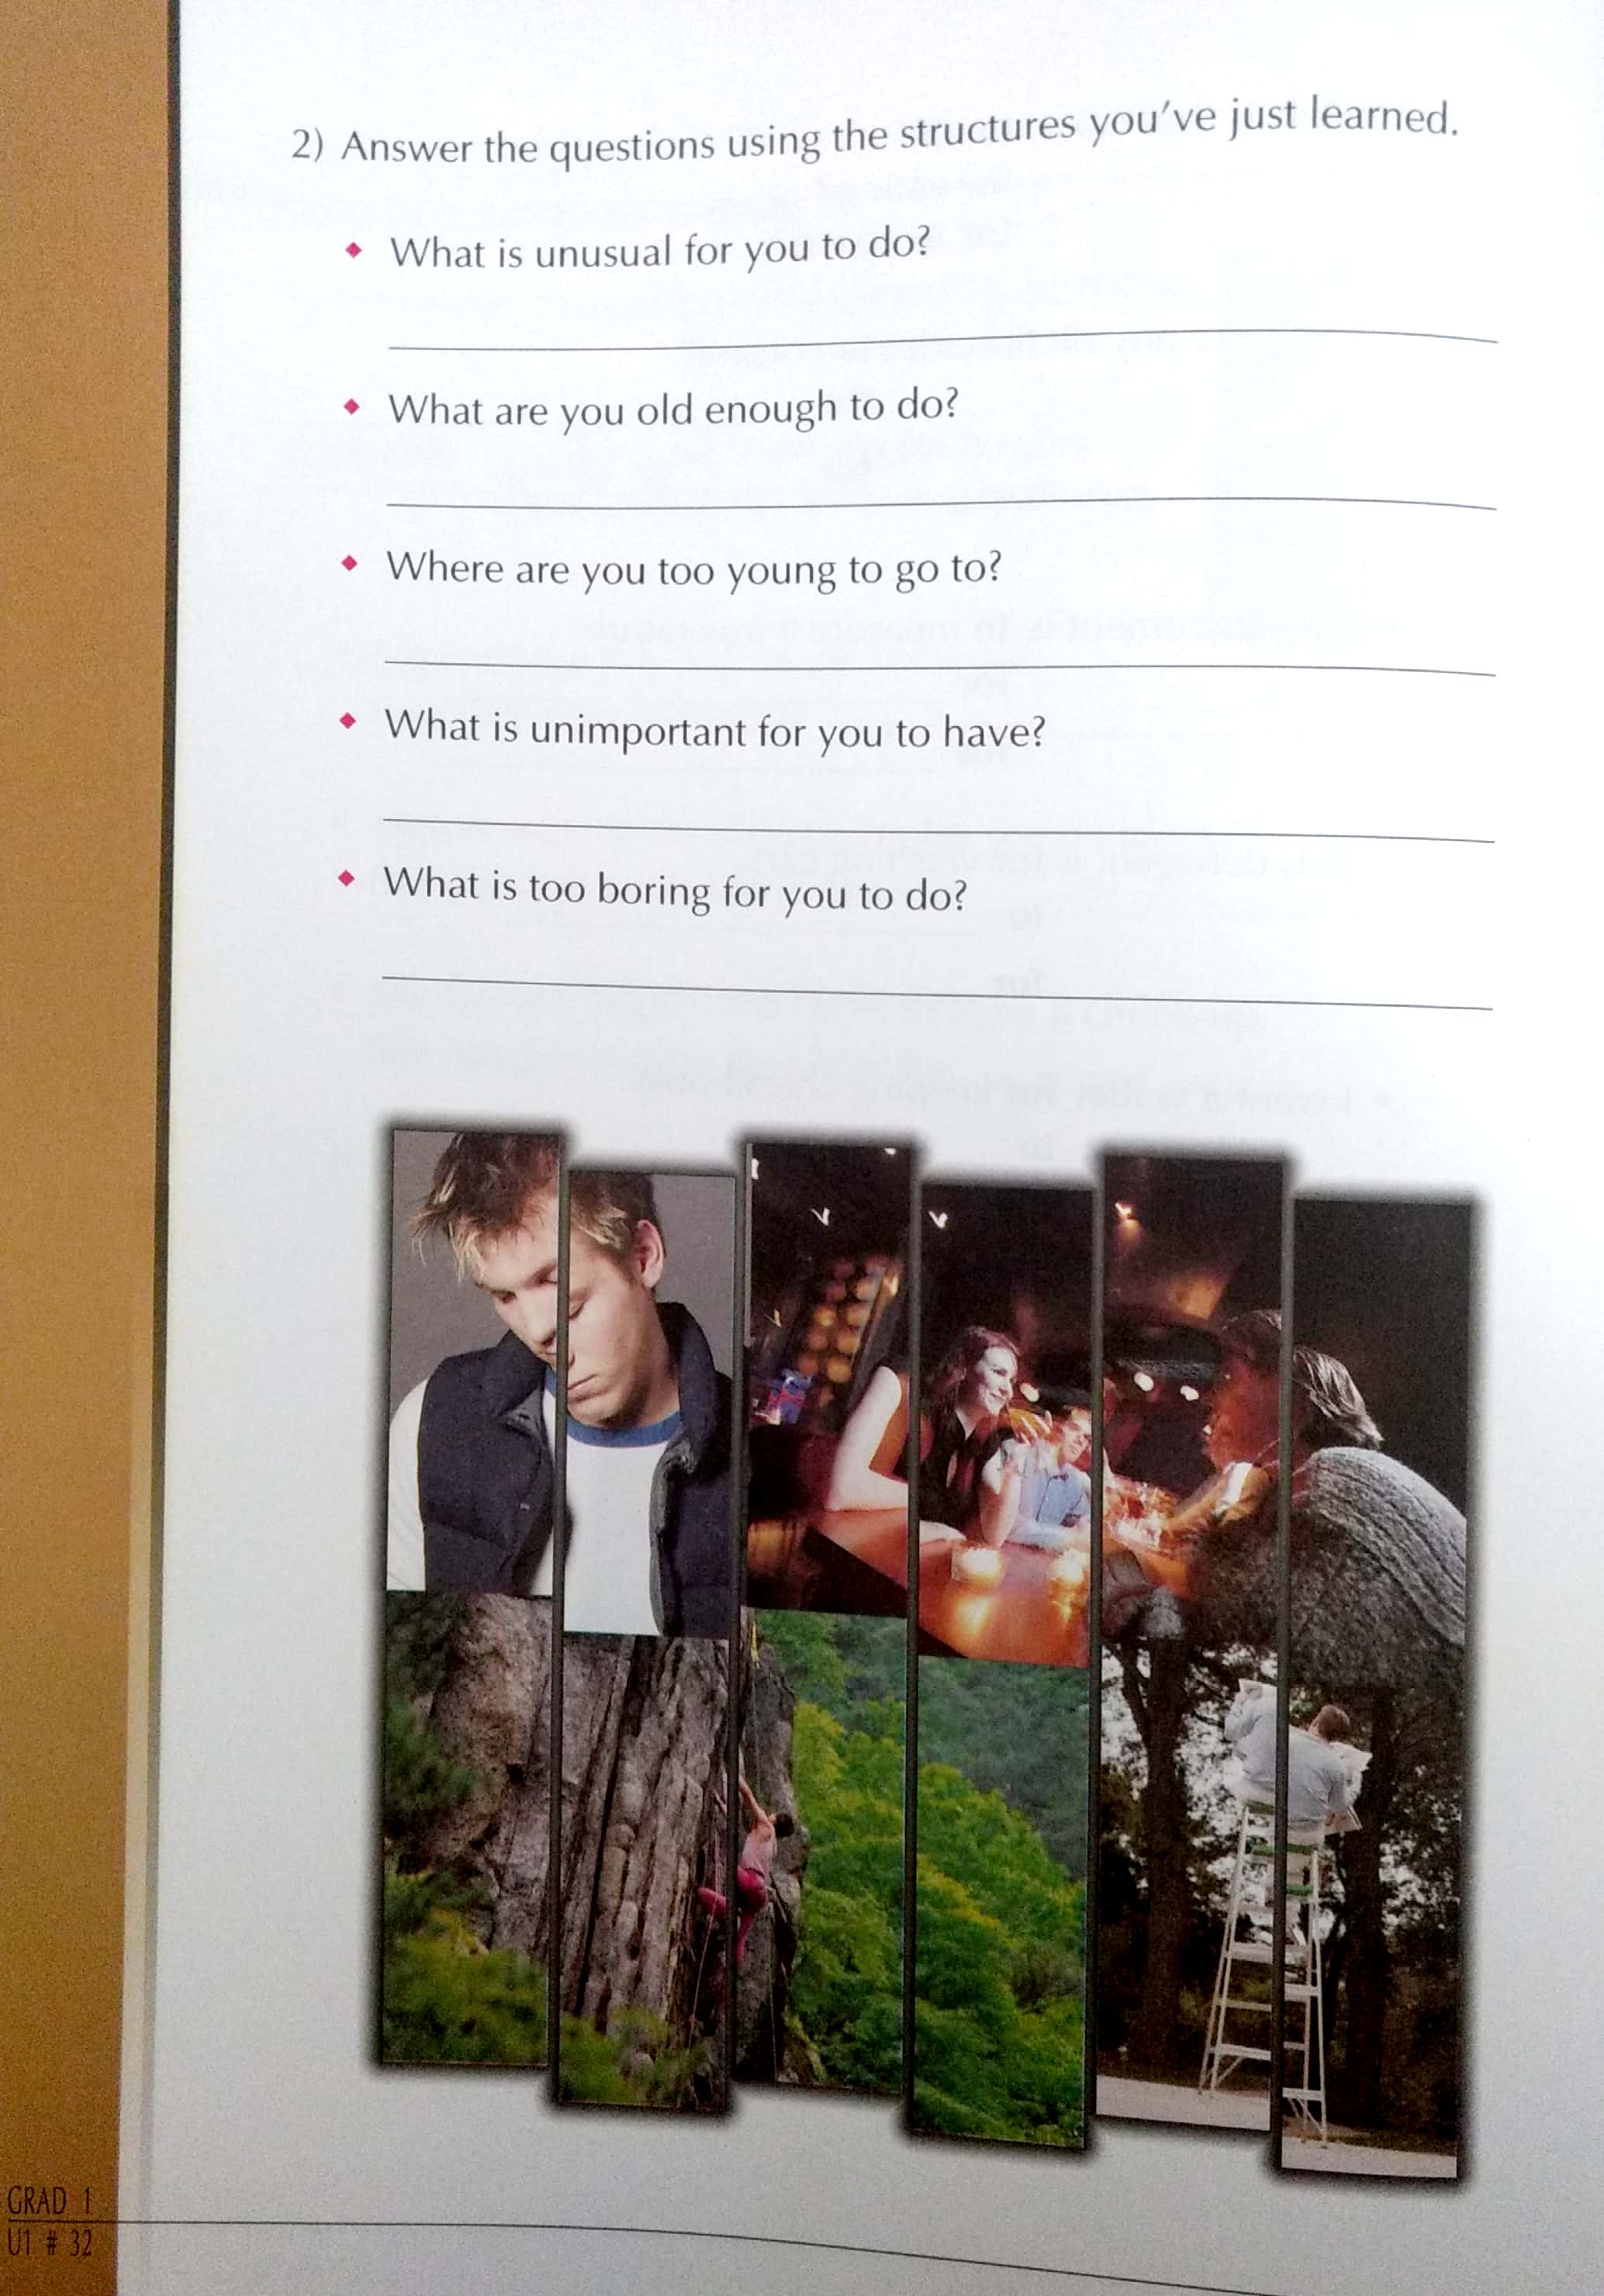 2) Answer the questions using the structures you've just learned.
◆ What is unusual for you to do?
◆ What are you old enough to do?
◆ Where are you too young to go to?
◆ What is unimportant for you to have?
◆ What is too boring for you to do?
GRAD 1
U1 # 32